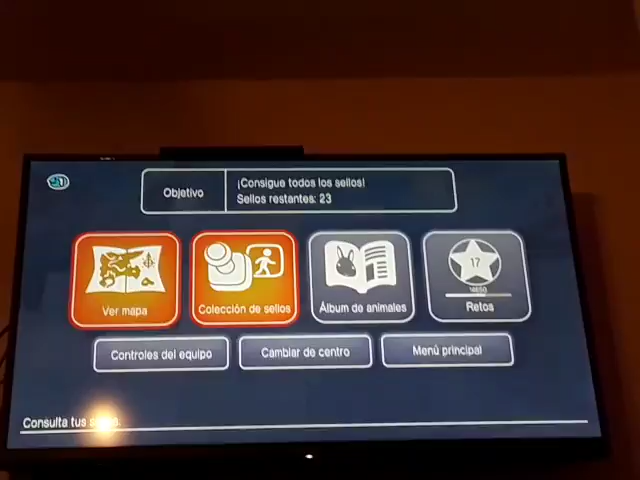 Objetivo
¡Consigue todos los sellos!
Sellos restantes: 23
Ver mapa
Colección de sellos
Álbum de animales
17
Retos
Controles del equipo
Cambiar de centro
Menú principal
Consulta tus